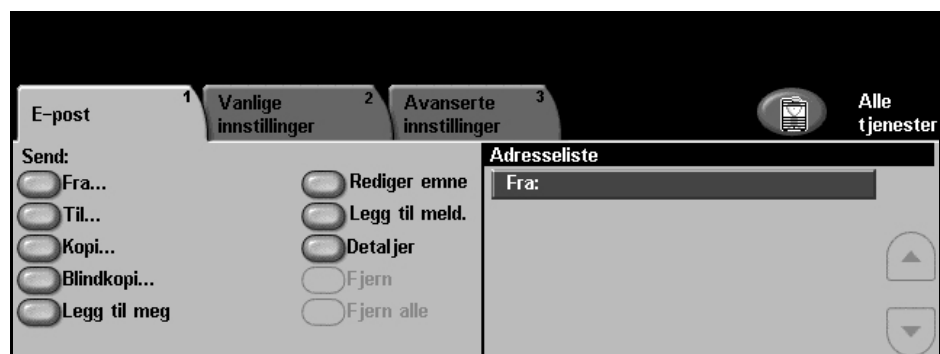 E-post 1
Vanlige innstillinger 2
Avanserte innstillinger 3
Alle tjenester
Send:
Fra...
Til...
Kopi...
Blindkopi...
Legg til meg
Rediger emne
Legg til meld.
Detaljer
Fjern
Fjern alle
Adresseliste
Fra: